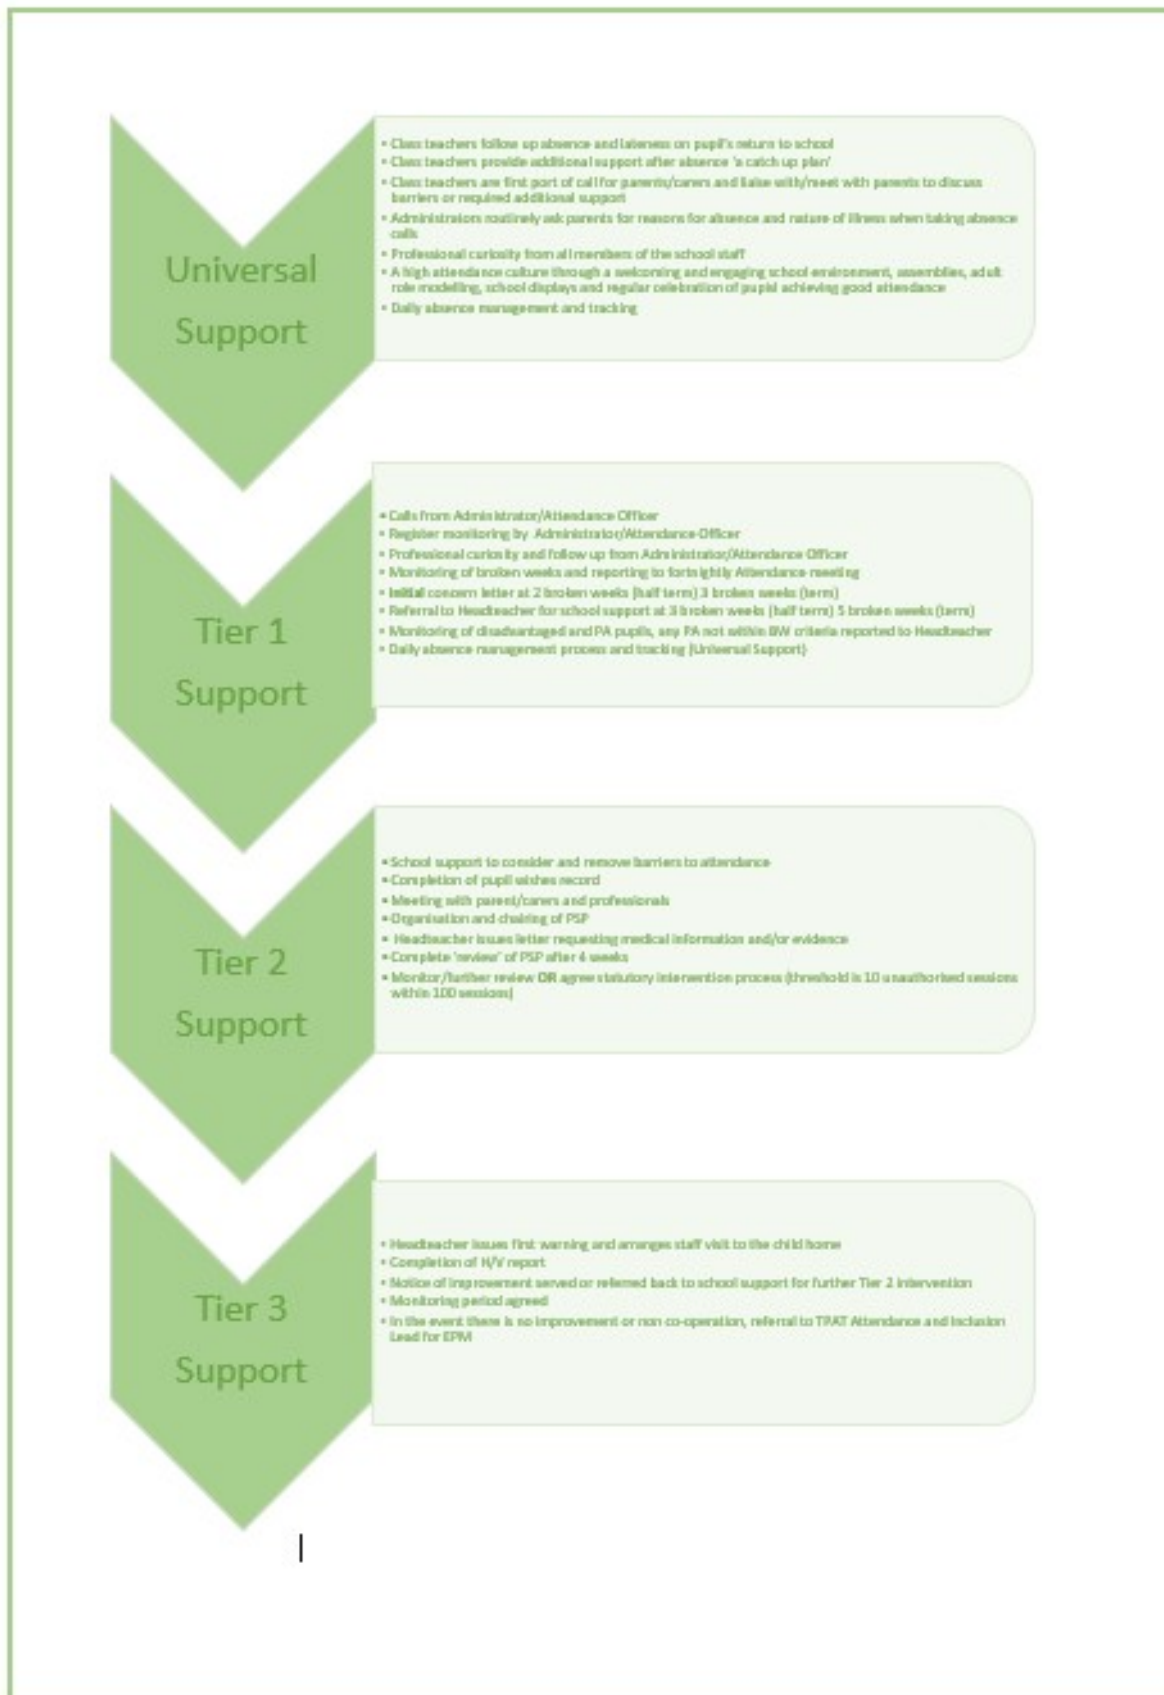 Universal
Support
• Class teachers follow up absence and lateness on pupil's return to school
• Class teachers provide additional support after absence 'a catch up plan'
• Class teachers are first port of call for parents/carers and liaise with/meet with parents to discuss
barriers or required additional support
• Administrators routinely ask parents for reasons for absence and nature of illness when taking absence
calls
• Professional curiosity from all members of the school staff
• A high attendance culture through a welcoming and engaging school environment, assemblies, adult
role modelling, school displays and regular celebration of pupisl achieving good attendance
• Daily absence management and tracking
Tier 1
Support
• Calls from Administrator/Attendance Officer
• Register monitoring by Administrator/Attendance Officer
• Professional curiosity and follow up from Administrator/Attendance Officer
• Monitoring of broken weeks and reporting to fortnightly Attendance meeting
• Initial concern letter at 2 broken weeks (half term) 3 broken weeks (term)
• Referral to Headteacher for school support at 3 broken weeks (half term) 5 broken weeks (term)
• Monitoring of disadvantaged and PA pupils, any PA not within BW criteria reported to Headteacher
• Daily absence management process and tracking (Universal Support)
Tier 2
Support
• School support to consider and remove barriers to attendance
• Completion of pupil wishes record
• Meeting with parent/carers and professionals
• Organisation and chairing of PSP
• Headteacher issues letter requesting medical information and/or evidence
• Complete 'review' of PSP after 4 weeks
• Monitor/further review OR agree statutory intervention process (threshold is 10 unauthorised sessions
within 100 sessions)
Tier 3
Support
• Headteacher issues first warning and arranges staff visit to the child home
• Completion of H/V report
• Notice of improvement served or referred back to school support for further Tier 2 intervention
• Monitoring period agreed
• In the event there is no improvement or non co-operation, referral to TPAT Attendance and Inclusion
Lead for EPM